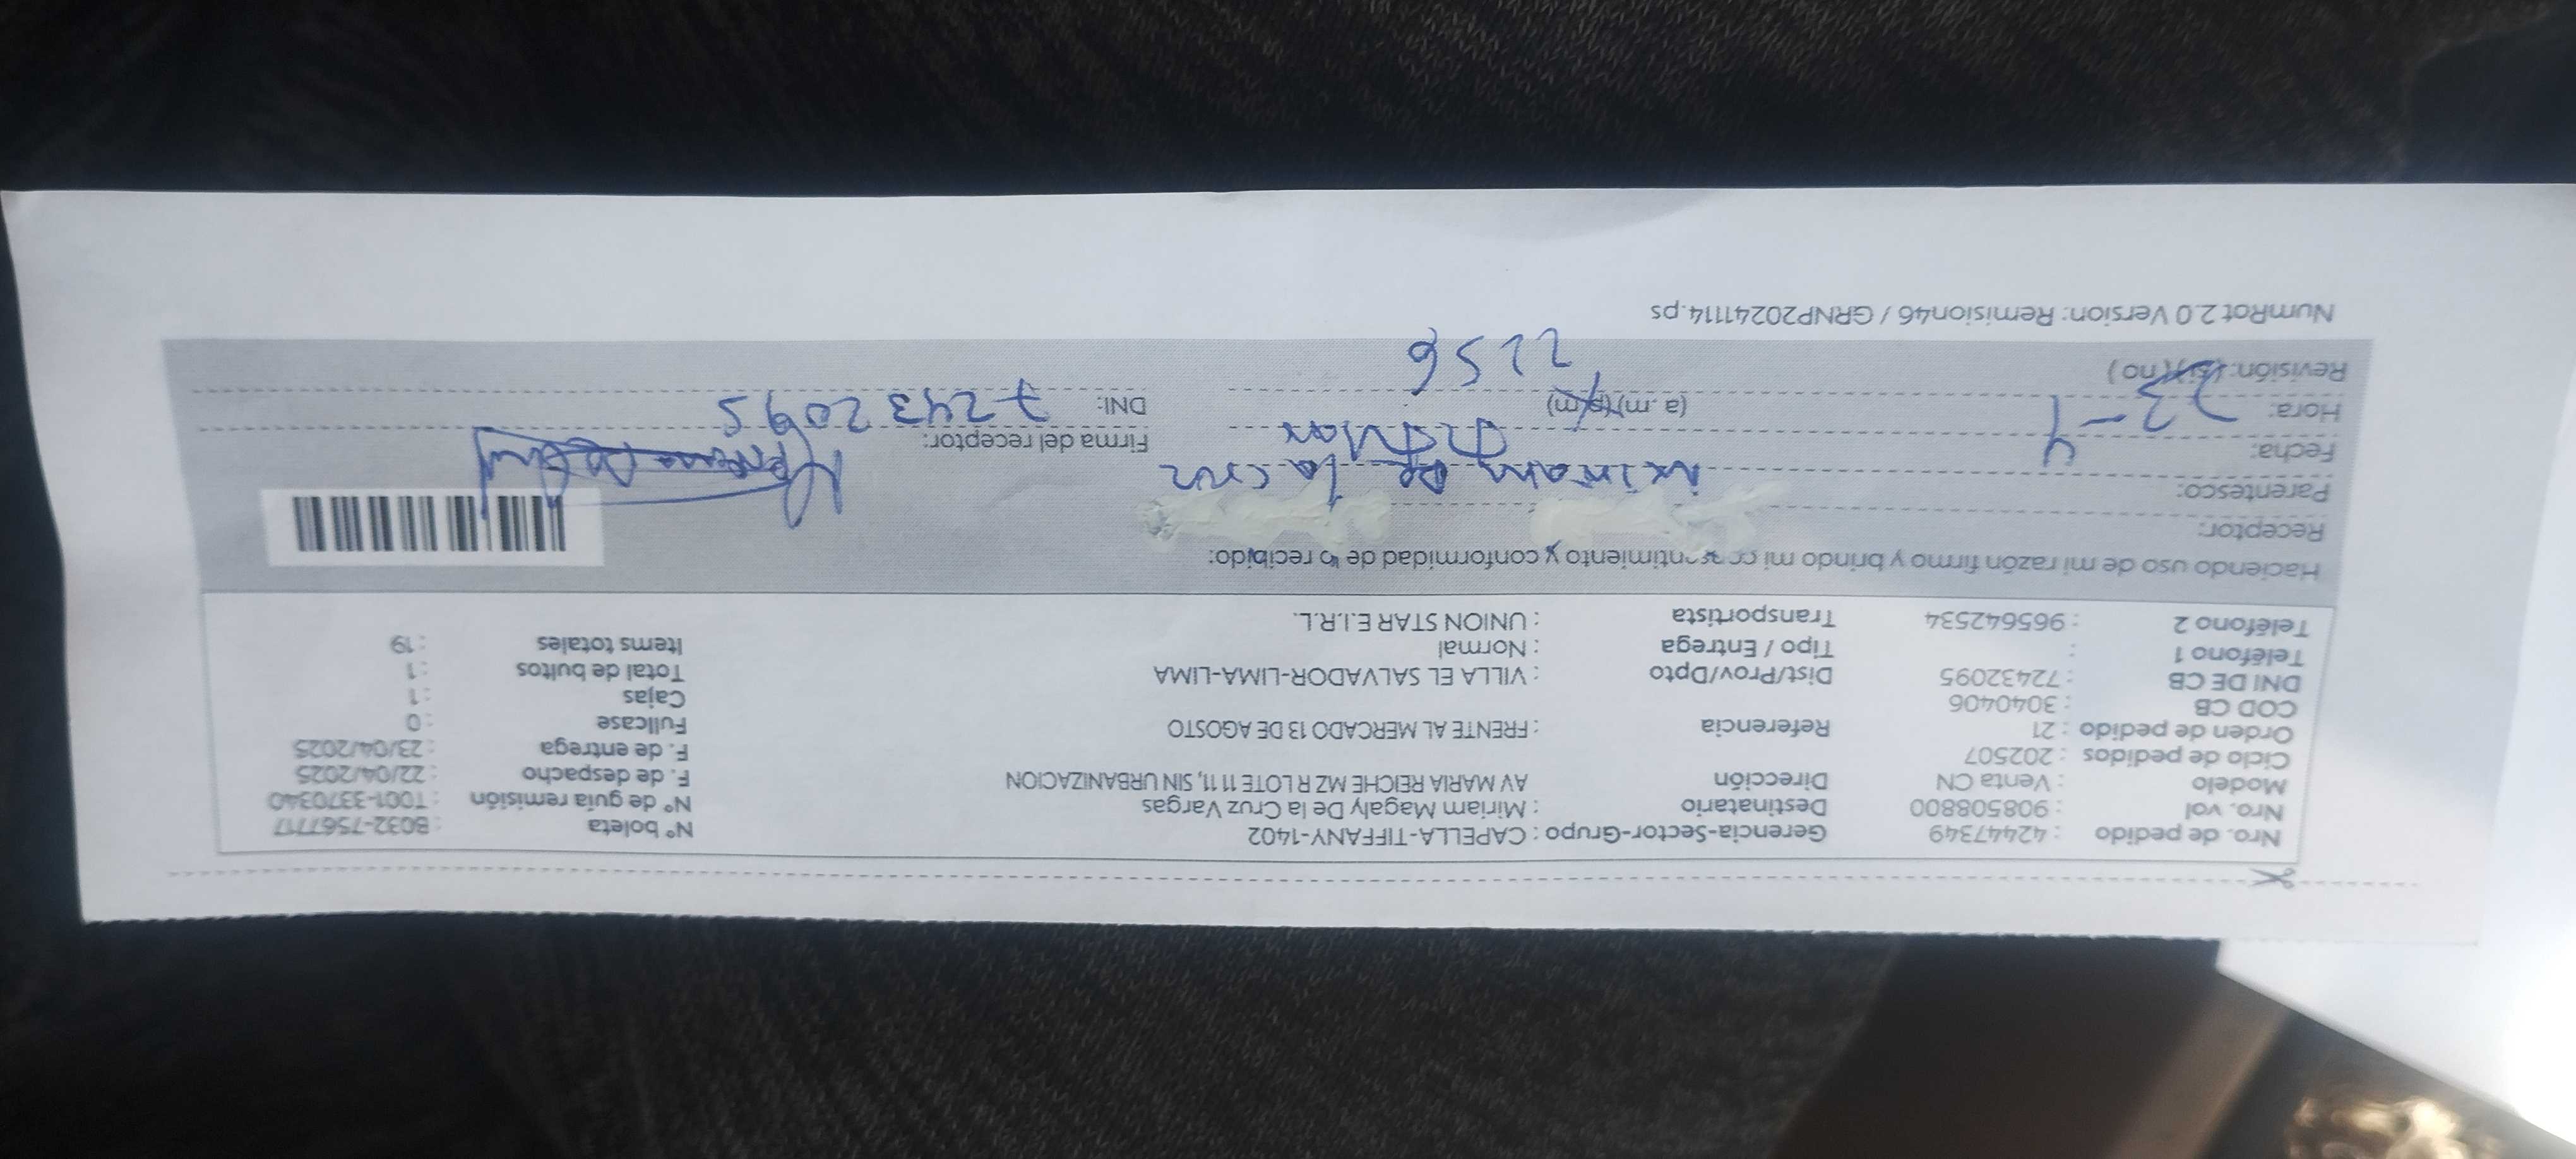 Nro. de pedido : 42447349 Gerencia-Sector-Grupo : CAPELLA-TIFFANY-1402 N° boleta : B032-7567717
Nro. vol : 908508800 Destinatario : Miriam Magaly De la Cruz Vargas N° de guía remisión : T001-3370340
Modelo : Venta CN Dirección AV MARIA REICHE MZ R LOTE 11 11, SIN URBANIZACION F. de despacho : 22/04/2025
Ciclo de pedidos : 202507 F. de entrega : 23/04/2025
Orden de pedido : 21 Referencia : FRENTE AL MERCADO 13 DE AGOSTO Fullcase : 0
COD CB : 3040406 Cajas : 1
DNI DE CB : 72432095 Dist/Prov/Dpto : VILLA EL SALVADOR-LIMA-LIMA Total de bultos : 1
Teléfono 1 : Tipo / Entrega : Normal Items totales : 19
Teléfono 2 : 965642534 Transportista : UNION STAR E.I.R.L.
Haciendo uso de mi razón firmo y brindo mi consentimiento y conformidad de lo recibido:
Receptor:
Parentesco: De la cruz
Fecha: 4 Firma del receptor:
Hora: 23- (a.m)(p.m) DNI: 72432095
Revisión: (si)(no) 2256
NumRot 2.0 Version: Remision46 / GRNP20241114.ps